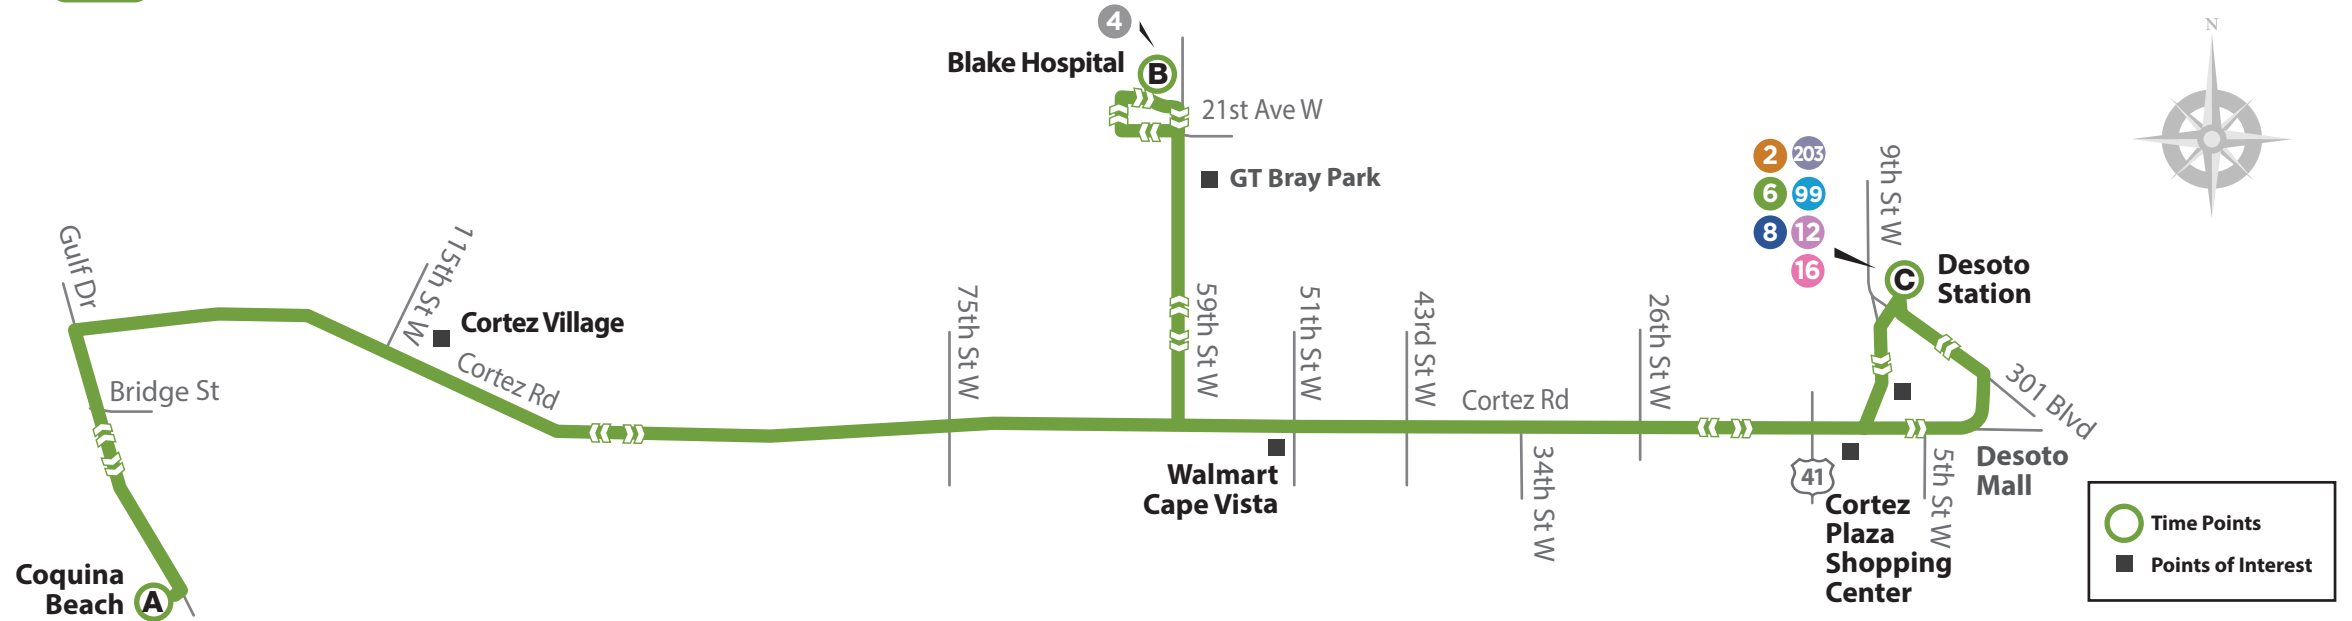 4
Blake Hospital
B
21st Ave W
GT Bray Park
N
2 203
6 99
8 12
16
9th St W
C
Desoto
Station
Gulf Dr
115th St W
Cortez Village
Cortez Rd
Bridge St
75th St W
59th St W
51th St W
43rd St W
Cortez Rd
26th St W
34th St W
301 Blvd
Walmart
Cape Vista
41
Cortez
Plaza
Shopping
Center
5th St W
Desoto
Mall
Coquina
Beach
A
Time Points
Points of Interest